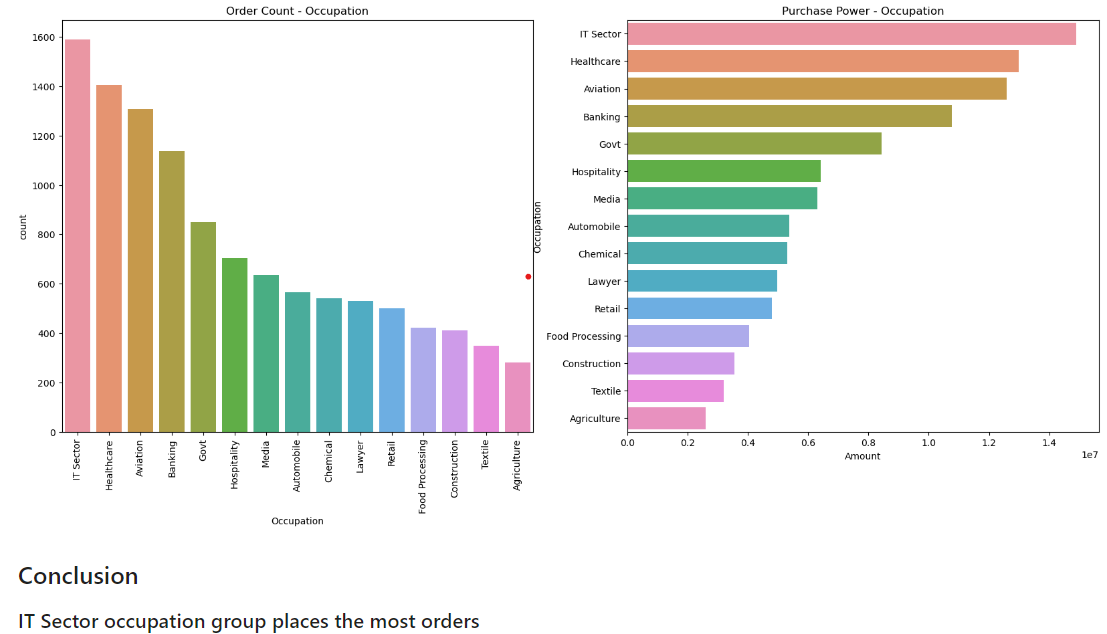 Order Count - Occupation
1600
1400
1200
1000
800
600
400
200
0
count
IT Sector
Healthcare
Aviation
Banking
Govt
Hospitality
Media
Automobile
Chemical
Lawyer
Retail
Food Processing
Construction
Textile
Agriculture
Occupation
Purchase Power - Occupation
Occupation
IT Sector
Healthcare
Aviation
Banking
Govt
Hospitality
Media
Automobile
Chemical
Lawyer
Retail
Food Processing
Construction
Textile
Agriculture
0.0 0.2 0.4 0.6 0.8 1.0 1.2 1.4
1e7
Amount
Conclusion
IT Sector occupation group places the most orders